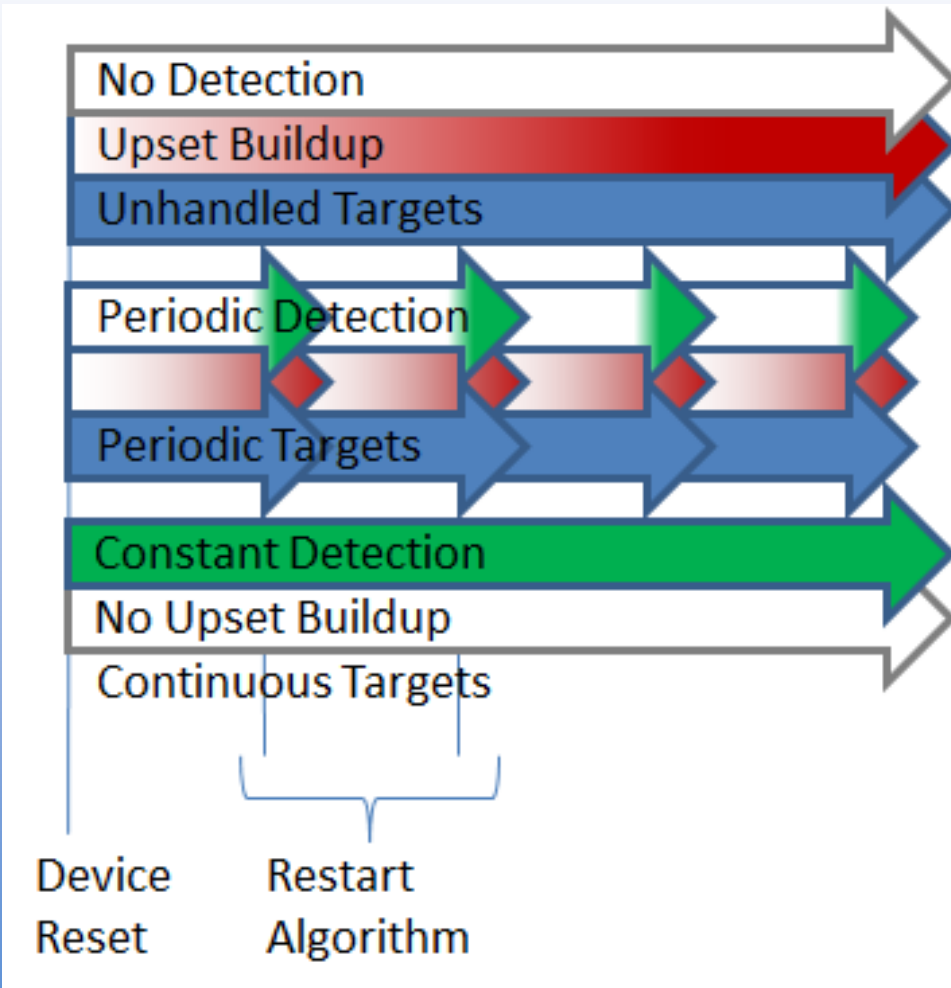 No Detection
Upset Buildup
Unhandled Targets
Periodic Detection
Periodic Targets
Constant Detection
No Upset Buildup
Continuous Targets
Device
Reset
Restart
Algorithm